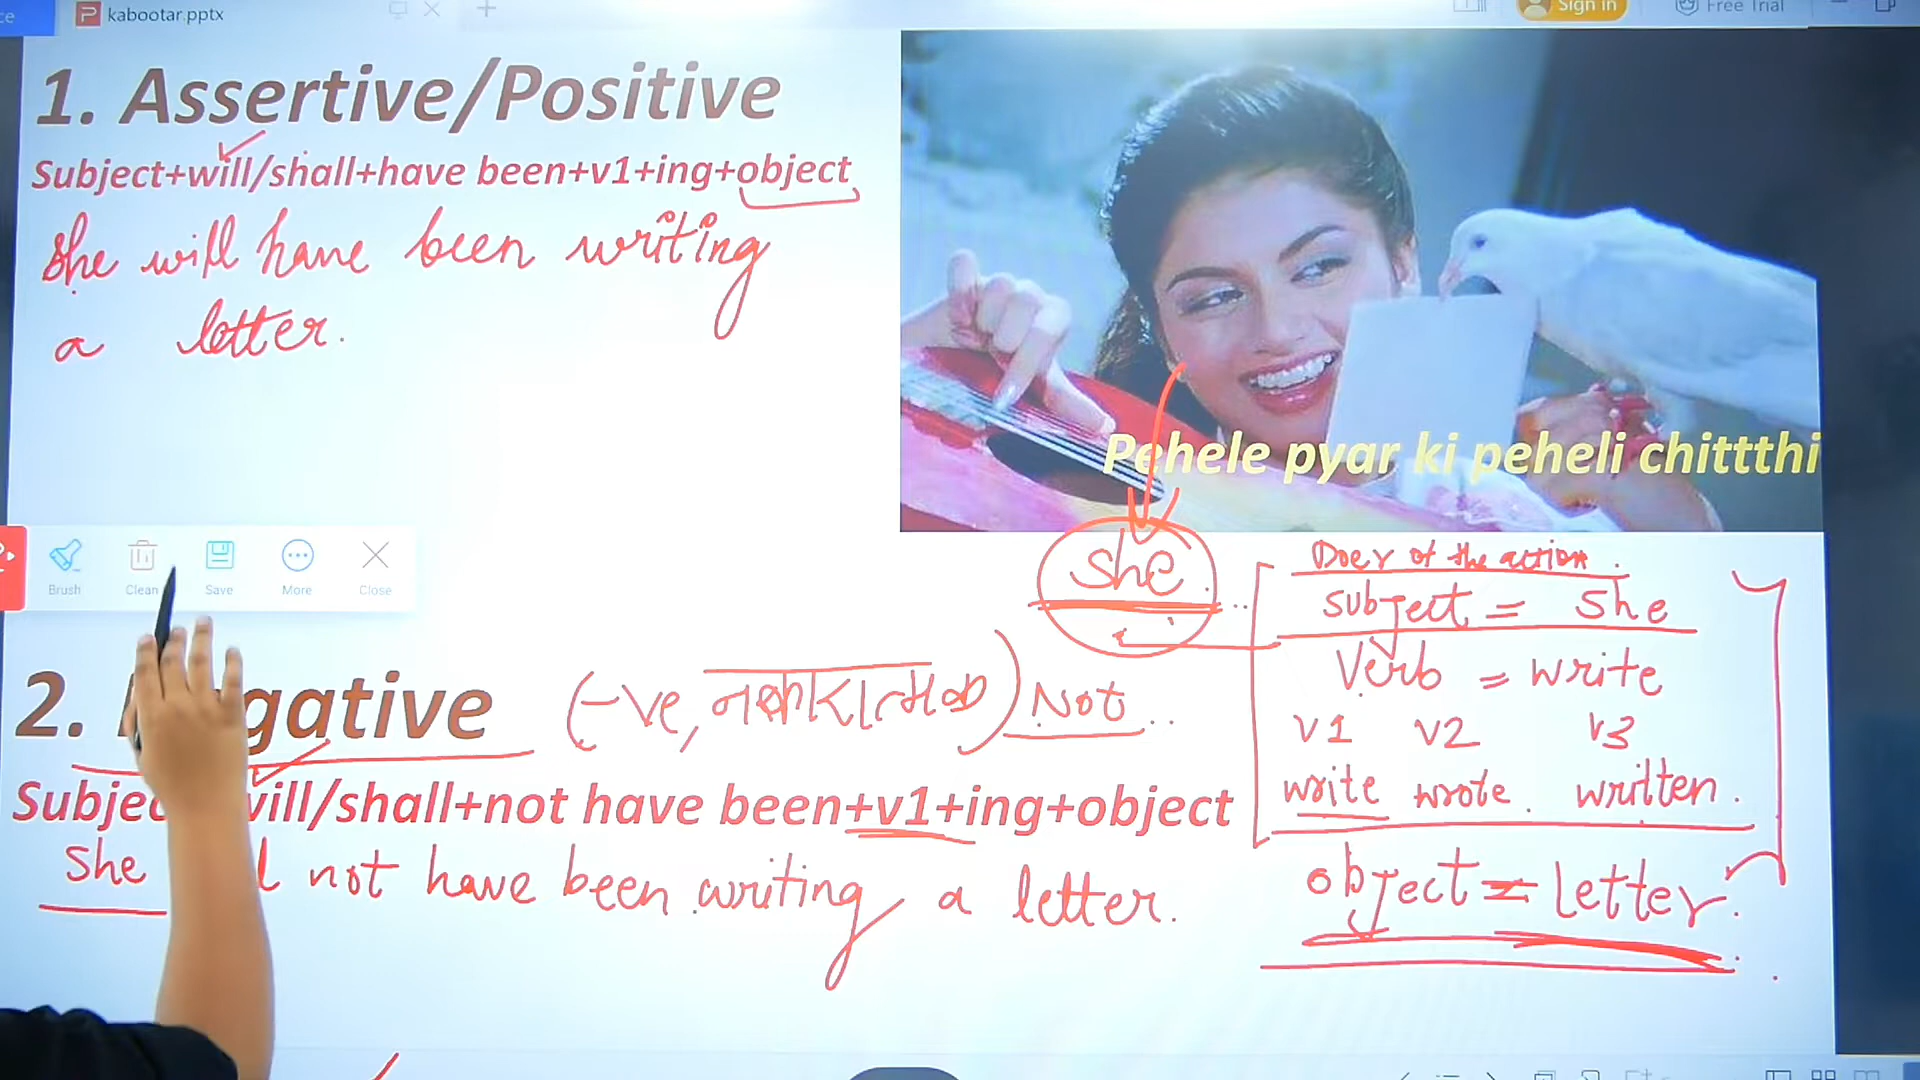 kabootar.pptx
Sign in
Free Trial
1. Assertive/Positive
Subject+will/shall+have been+v1+ing+object
She will have been writing
a letter.
Pehele pyar ki peheli chittthi
She
Doer of the action.
Subject = She
Verb = write
v1 v2 v3
write wrote. written.
object = letter.
Brush
Clean
Save
More
Close
2.
(-ve, नकारात्मक) Not..
will/shall+not have been+v1+ing+object
She not have been writing a letter.